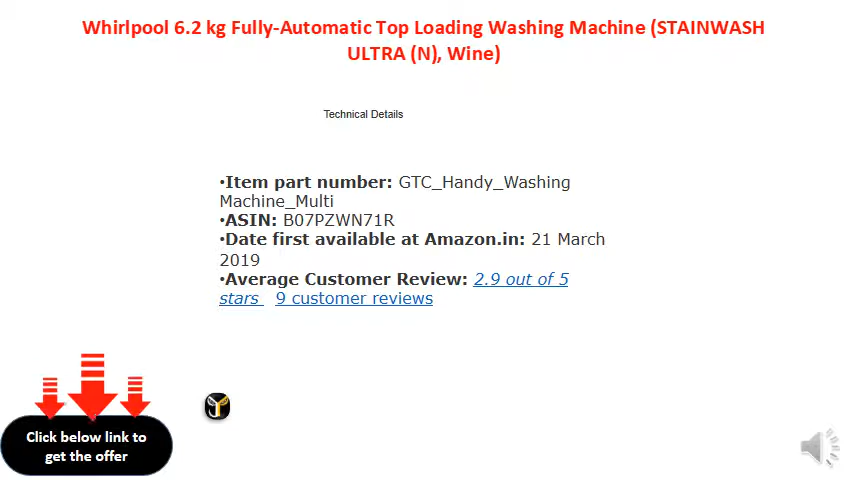 Whirlpool 6.2 kg Fully-Automatic Top Loading Washing Machine (STAINWASH
ULTRA (N), Wine)
Technical Details
•Item part number: GTC_Handy_Washing
Machine_Multi
•ASIN: B07PZWN71R
•Date first available at Amazon.in: 21 March
2019
•Average Customer Review: 2.9 out of 5
stars   9 customer reviews
Click below link to
get the offer